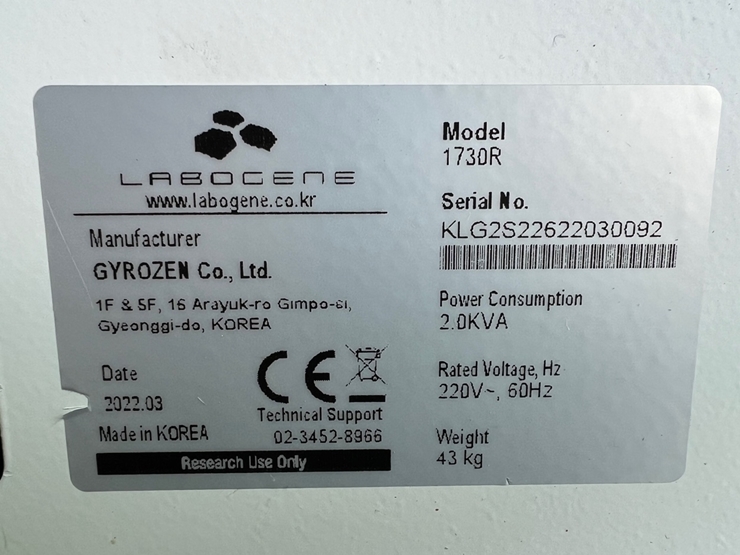 LABOGENE
www.labogene.co.kr
Manufacturer
GYROZEN Co., Ltd.
1F & 5F, 16 Arayuk-ro Gimpo-si,
Gyeonggi-do, KOREA
Date
2022.03
Made in KOREA
CE
Technical Support
02-3452-8966
Research Use Only
Model
1730R
Serial No.
KLG2S22622030092
Power Consumption
2.0KVA
Rated Voltage, Hz
220V~, 60Hz
Weight
43 kg